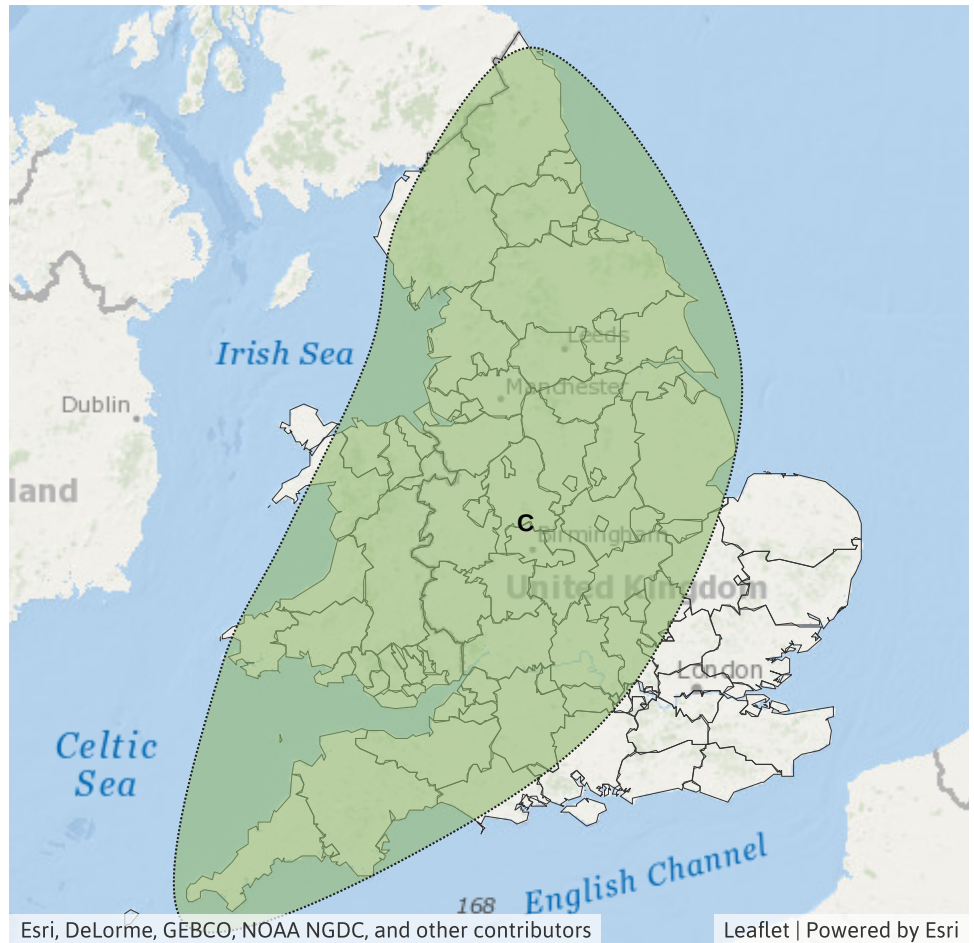 Leeds
Irish Sea
Manchester
Dublin
land
C
Birmingham
United Kingdom
London
Celtic
Sea
English Channel
168
Esri, DeLorme, GEBCO, NOAA NGDC, and other contributors
Leaflet | Powered by Esri